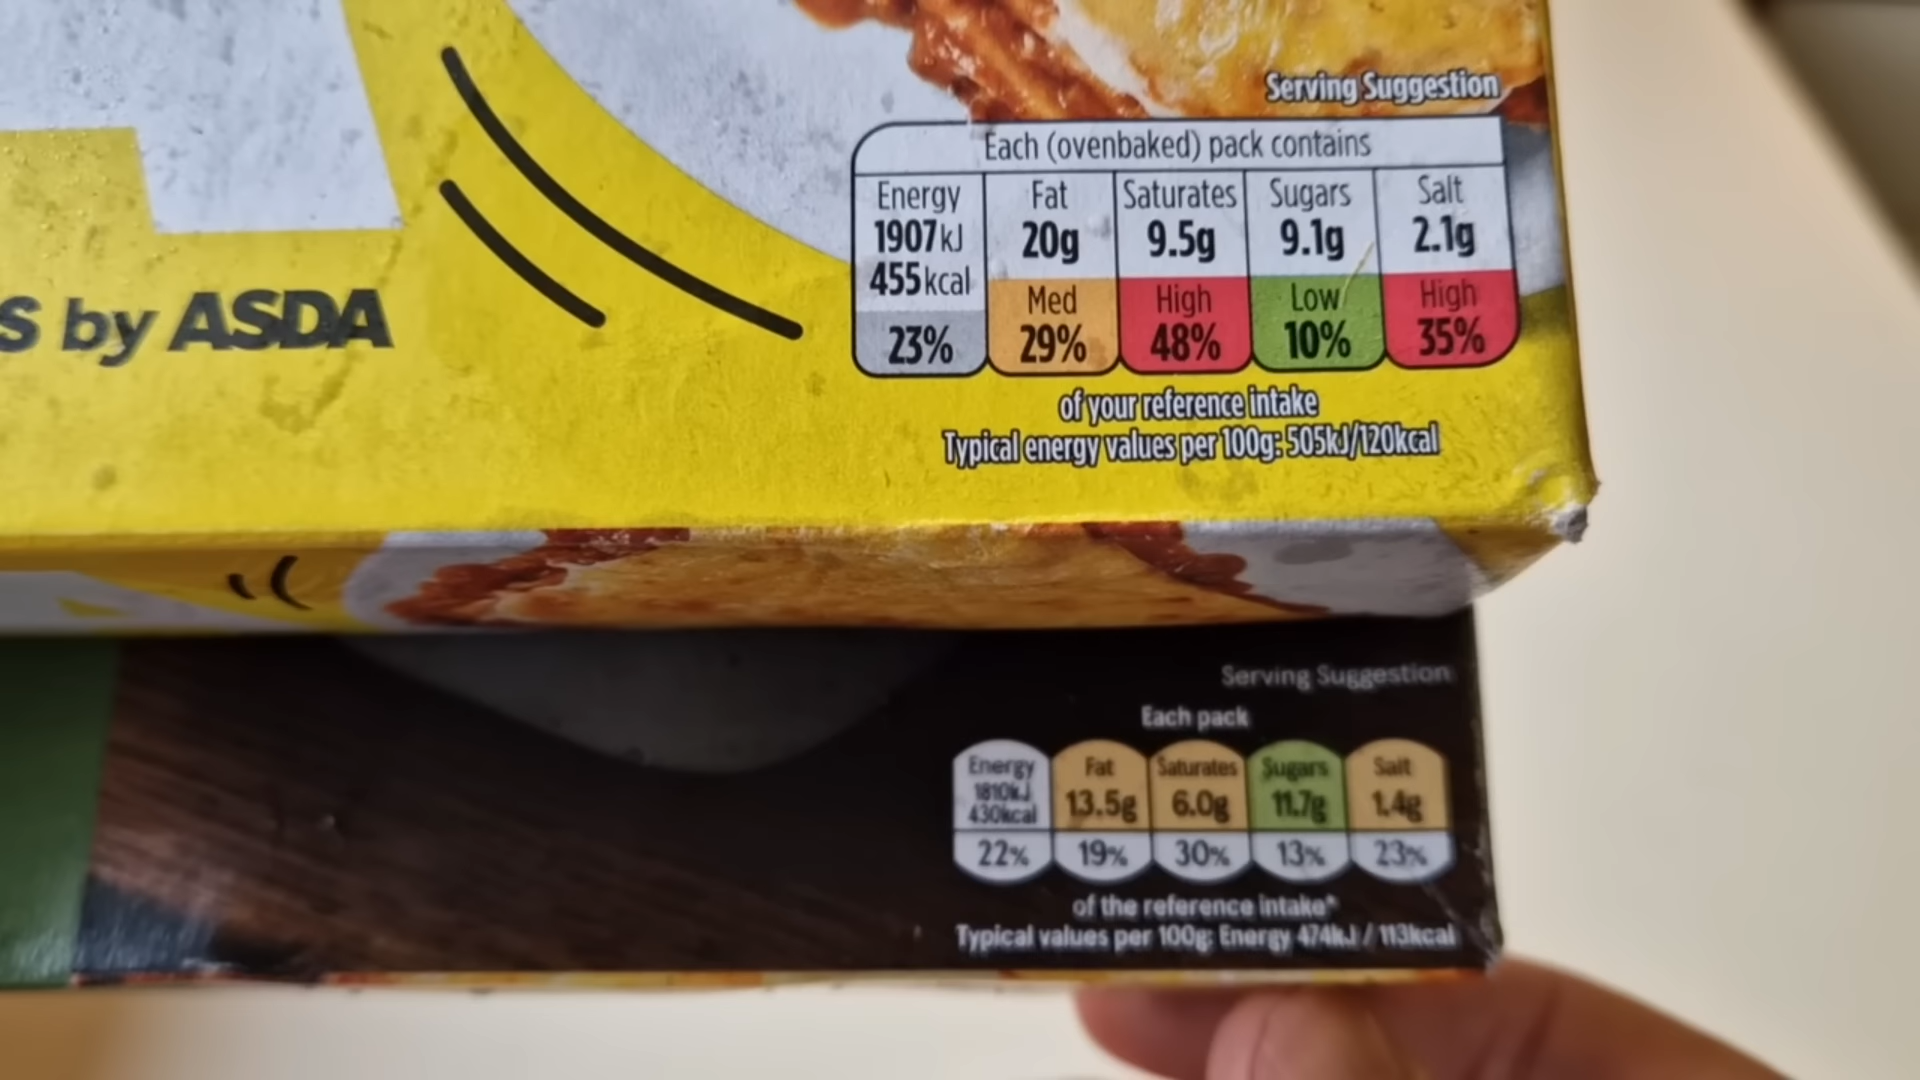 Serving Suggestion
Each (ovenbaked) pack contains
Energy Fat Saturates Sugars Salt
1907kJ 20g 9.5g 9.1g 2.1g
455kcal
Med High Low High
23% 29% 48% 10% 35%
of your reference intake
Typical energy values per 100g: 505kJ/120kcal
s by ASDA
Serving Suggestion
Each pack
Energy Fat Saturates Sugars Salt
1810kJ
430kcal 13.5g 6.0g 11.7g 1.4g
22% 19% 30% 13% 23%
of the reference intake*
Typical values per 100g: Energy 474kJ / 113kcal